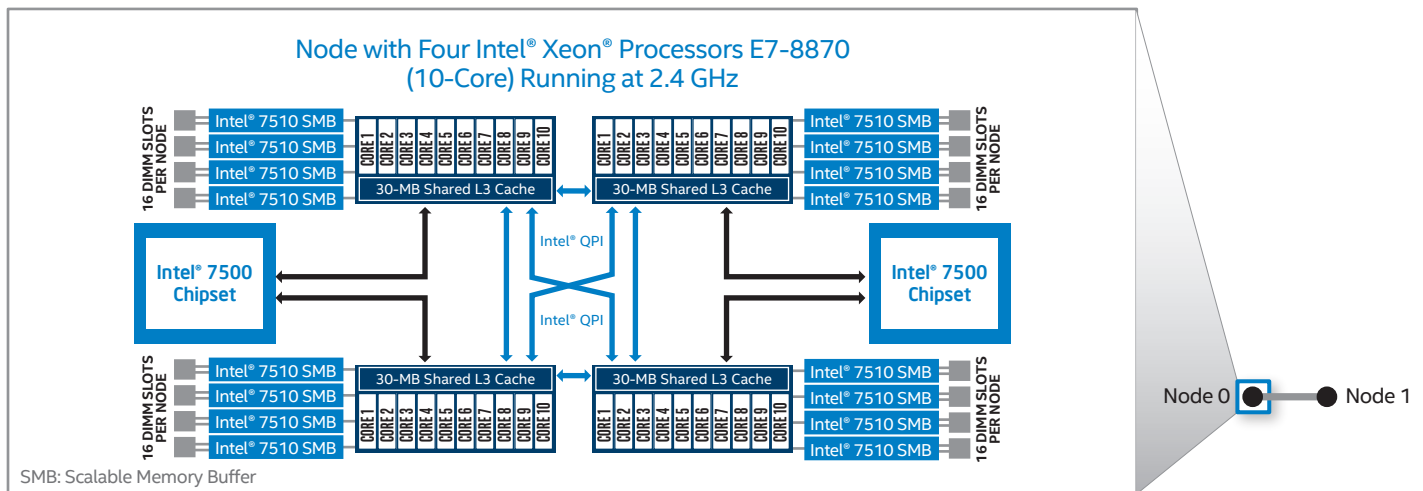 Node with Four Intel® Xeon® Processors E7-8870
(10-Core) Running at 2.4 GHz
16 DIMM SLOTS
PER NODE
Intel® 7510 SMB
Intel® 7510 SMB
Intel® 7510 SMB
Intel® 7510 SMB
CORE 1
CORE 2
CORE 3
CORE 4
CORE 5
CORE 6
CORE 7
CORE 8
CORE 9
CORE 10
30-MB Shared L3 Cache
CORE 1
CORE 2
CORE 3
CORE 4
CORE 5
CORE 6
CORE 7
CORE 8
CORE 9
CORE 10
30-MB Shared L3 Cache
Intel® 7510 SMB
Intel® 7510 SMB
Intel® 7510 SMB
Intel® 7510 SMB
16 DIMM SLOTS
PER NODE
Intel® 7500
Chipset
Intel® QPI
Intel® QPI
Intel® 7500
Chipset
16 DIMM SLOTS
PER NODE
Intel® 7510 SMB
Intel® 7510 SMB
Intel® 7510 SMB
Intel® 7510 SMB
30-MB Shared L3 Cache
CORE 1
CORE 2
CORE 3
CORE 4
CORE 5
CORE 6
CORE 7
CORE 8
CORE 9
CORE 10
30-MB Shared L3 Cache
CORE 1
CORE 2
CORE 3
CORE 4
CORE 5
CORE 6
CORE 7
CORE 8
CORE 9
CORE 10
Intel® 7510 SMB
Intel® 7510 SMB
Intel® 7510 SMB
Intel® 7510 SMB
16 DIMM SLOTS
PER NODE
Node 0
Node 1
SMB: Scalable Memory Buffer